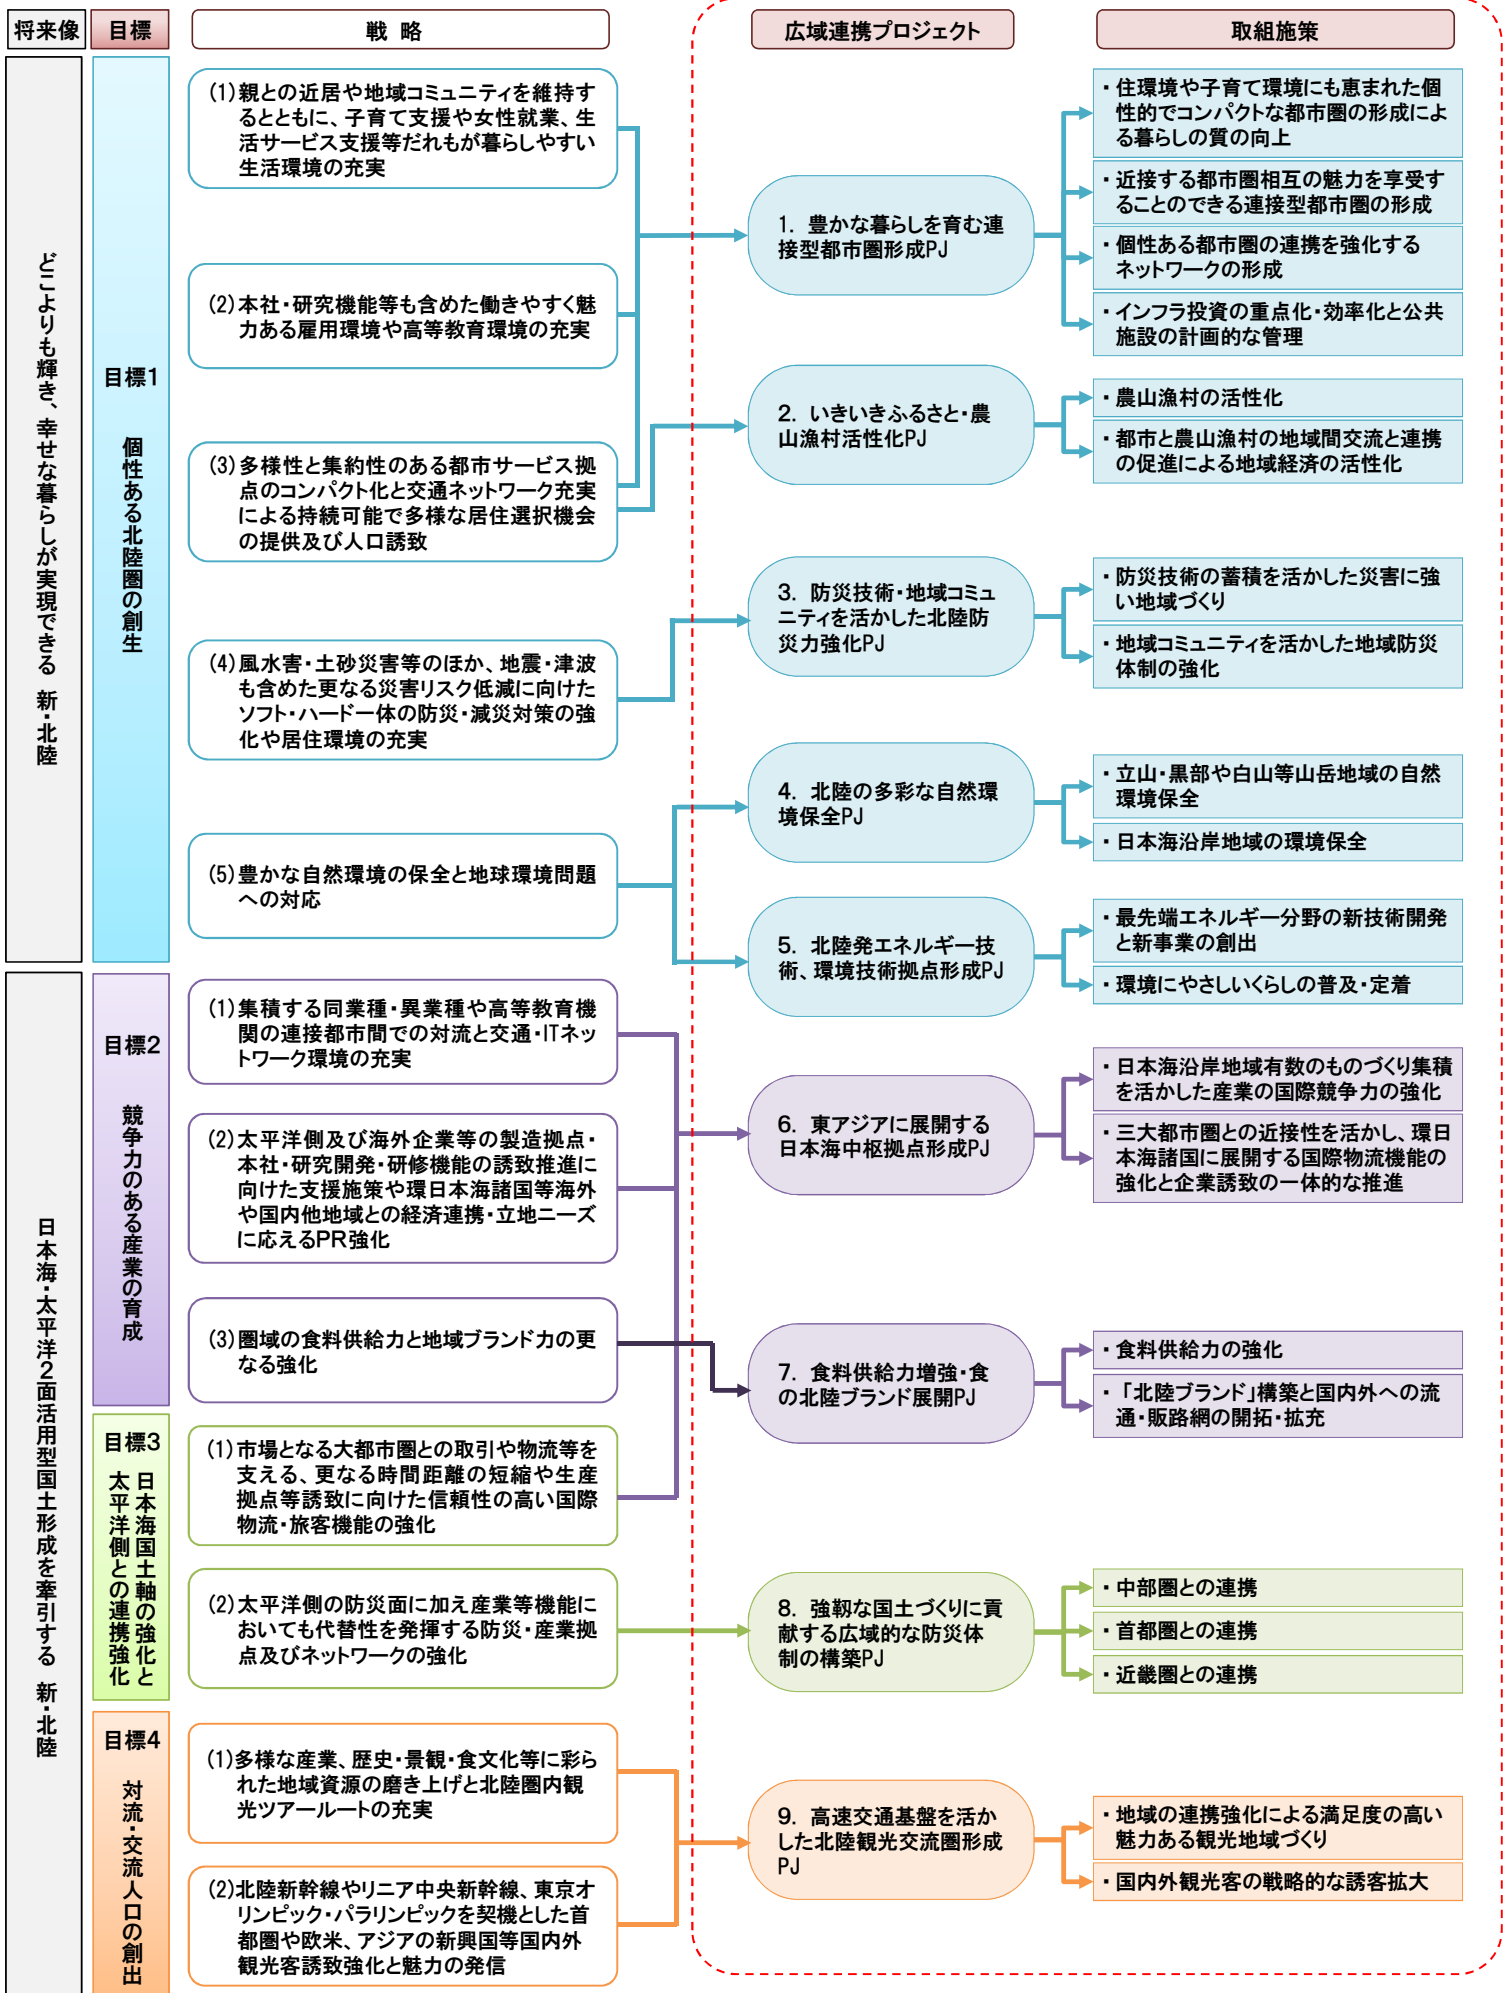 将来像
目標
戦 略
広域連携プロジェクト
取組施策
どこよりも輝き、幸せな暮らしが実現できる 新・北陸
目標1
個性ある北陸圏の創生
(1)親との近居や地域コミュニティを維持す
るとともに、子育て支援や女性就業、生
活サービス支援等だれもが暮らしやすい
生活環境の充実
(2)本社・研究機能等も含めた働きやすく魅
力ある雇用環境や高等教育環境の充実
(3)多様性と集約性のある都市サービス拠
点のコンパクト化と交通ネットワーク充実
による持続可能で多様な居住選択機会
の提供及び人口誘致
(4)風水害・土砂災害等のほか、地震・津波
も含めた更なる災害リスク低減に向けた
ソフト・ハード一体の防災・減災対策の強
化や居住環境の充実
(5)豊かな自然環境の保全と地球環境問題
への対応
1. 豊かな暮らしを育む連
接型都市圏形成PJ
・住環境や子育て環境にも恵まれた個
性的でコンパクトな都市圏の形成によ
る暮らしの質の向上
・近接する都市圏相互の魅力を享受す
ることのできる連接型都市圏の形成
・個性ある都市圏の連携を強化する
ネットワークの形成
・インフラ投資の重点化・効率化と公共
施設の計画的な管理
2. いきいきふるさと・農
山漁村活性化PJ
・農山漁村の活性化
・都市と農山漁村の地域間交流と連携
の促進による地域経済の活性化
3. 防災技術・地域コミュ
ニティを活かした北陸防
災力強化PJ
・防災技術の蓄積を活かした災害に強
い地域づくり
・地域コミュニティを活かした地域防災
体制の強化
4. 北陸の多彩な自然環
境保全PJ
・立山・黒部や白山等山岳地域の自然
環境保全
・日本海沿岸地域の環境保全
5. 北陸発エネルギー技
術、環境技術拠点形成PJ
・最先端エネルギー分野の新技術開発
と新事業の創出
・環境にやさしいくらしの普及・定着
日本海・太平洋2面活用型国土形成を牽引する 新・北陸
目標2
競争力のある産業の育成
(1)集積する同業種・異業種や高等教育機
関の連接都市間での対流と交通・ITネッ
トワーク環境の充実
(2)太平洋側及び海外企業等の製造拠点・
本社・研究開発・研修機能の誘致推進に
向けた支援施策や環日本海諸国等海外
や国内他地域との経済連携・立地ニーズ
に応えるPR強化
(3)圏域の食料供給力と地域ブランド力の更
なる強化
6. 東アジアに展開する
日本海中枢拠点形成PJ
・日本海沿岸地域有数のものづくり集積
を活かした産業の国際競争力の強化
・三大都市圏との近接性を活かし、環日
本海諸国に展開する国際物流機能の
強化と企業誘致の一体的な推進
7. 食料供給力増強・食
の北陸ブランド展開PJ
・食料供給力の強化
・「北陸ブランド」構築と国内外への流
通・販路網の開拓・拡充
目標3
日本海国土軸の強化と
太平洋側との連携強化
(1)市場となる大都市圏との取引や物流等を
支える、更なる時間距離の短縮や生産
拠点等誘致に向けた信頼性の高い国際
物流・旅客機能の強化
(2)太平洋側の防災面に加え産業等機能に
おいても代替性を発揮する防災・産業拠
点及びネットワークの強化
8. 強靱な国土づくりに貢
献する広域的な防災体
制の構築PJ
・中部圏との連携
・首都圏との連携
・近畿圏との連携
目標4
対流・交流人口の創出
(1)多様な産業、歴史・景観・食文化等に彩ら
れた地域資源の磨き上げと北陸圏内観
光ツアールートの充実
(2)北陸新幹線やリニア中央新幹線、東京オ
リンピック・パラリンピックを契機とした首
都圏や欧米、アジアの新興国等国内外
観光客誘致強化と魅力の発信
9. 高速交通基盤を活か
した北陸観光交流圏形成
PJ
・地域の連携強化による満足度の高い
魅力ある観光地域づくり
・国内外観光客の戦略的な誘客拡大